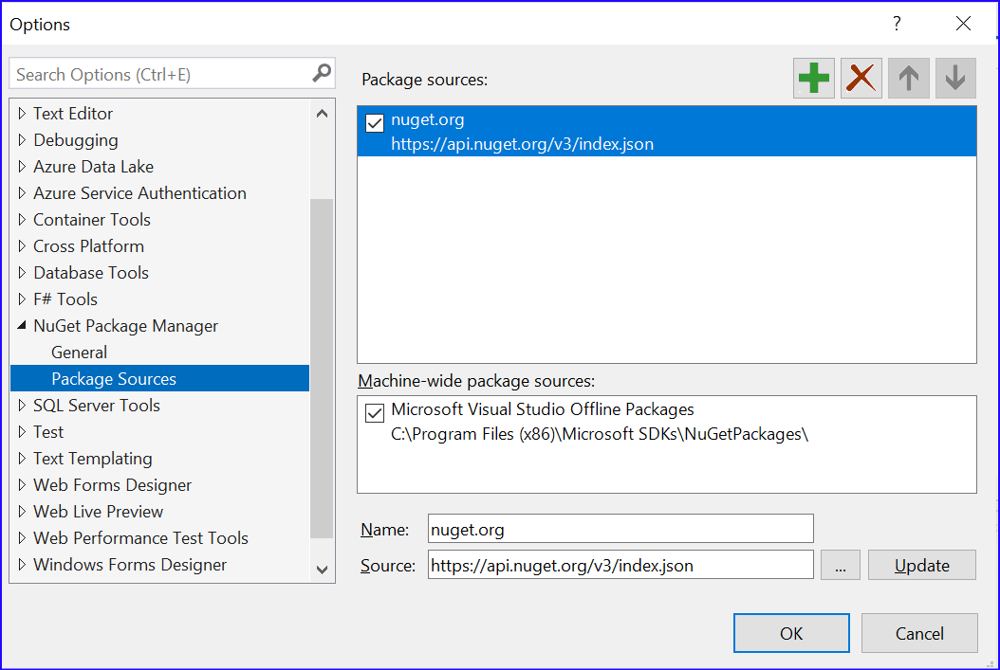 Options
?
Search Options (Ctrl+E)
Text Editor
Debugging
Azure Data Lake
Azure Service Authentication
Container Tools
Cross Platform
Database Tools
F# Tools
NuGet Package Manager
General
Package Sources
SQL Server Tools
Test
Text Templating
Web Forms Designer
Web Live Preview
Web Performance Test Tools
Windows Forms Designer
Package sources:
nuget.org
https://api.nuget.org/v3/index.json
Machine-wide package sources:
Microsoft Visual Studio Offline Packages
C:\Program Files (x86)\Microsoft SDKs\NuGetPackages\
Name: nuget.org
Source: https://api.nuget.org/v3/index.json ... Update
OK Cancel